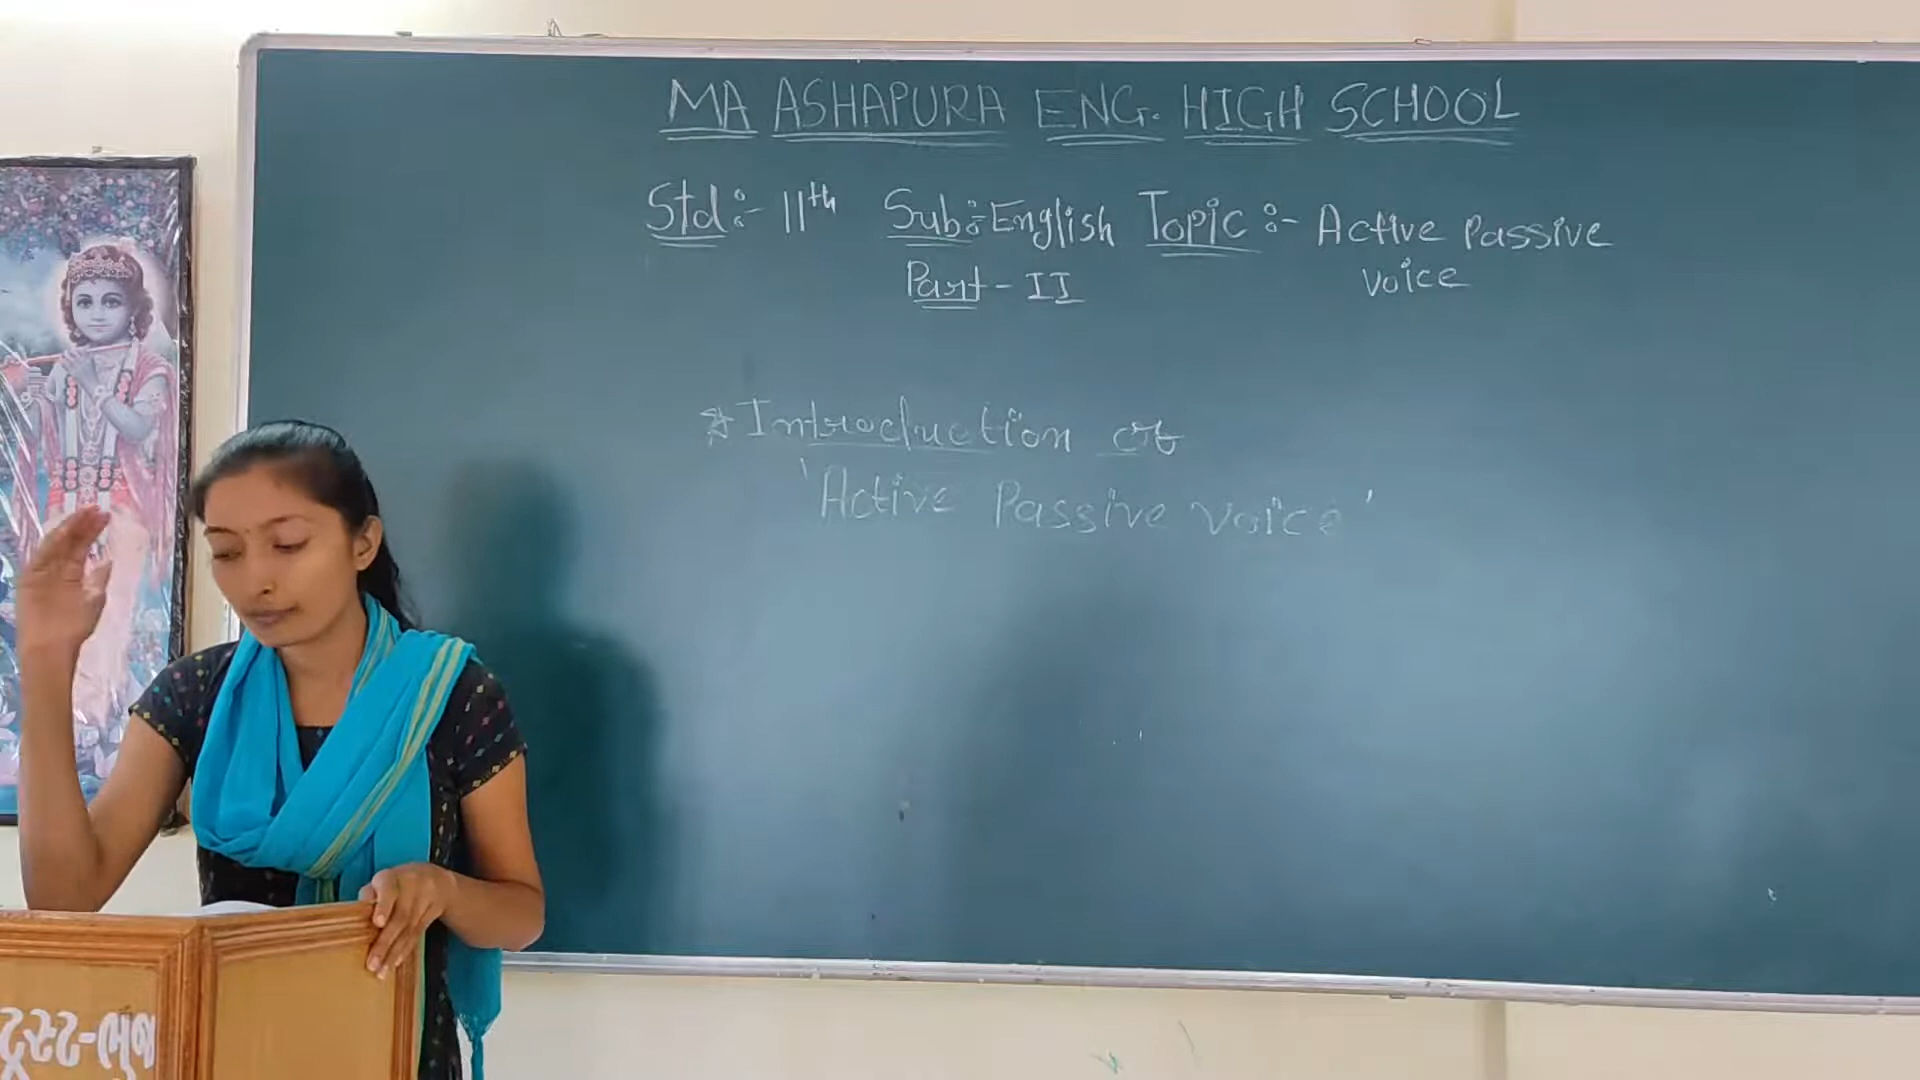 MA ASHAPURA ENG. HIGH SCHOOL
Std:- 11th Sub:- English Topic:- Active Passive
Part-II Voice
* Introduction of
'Active Passive Voice'